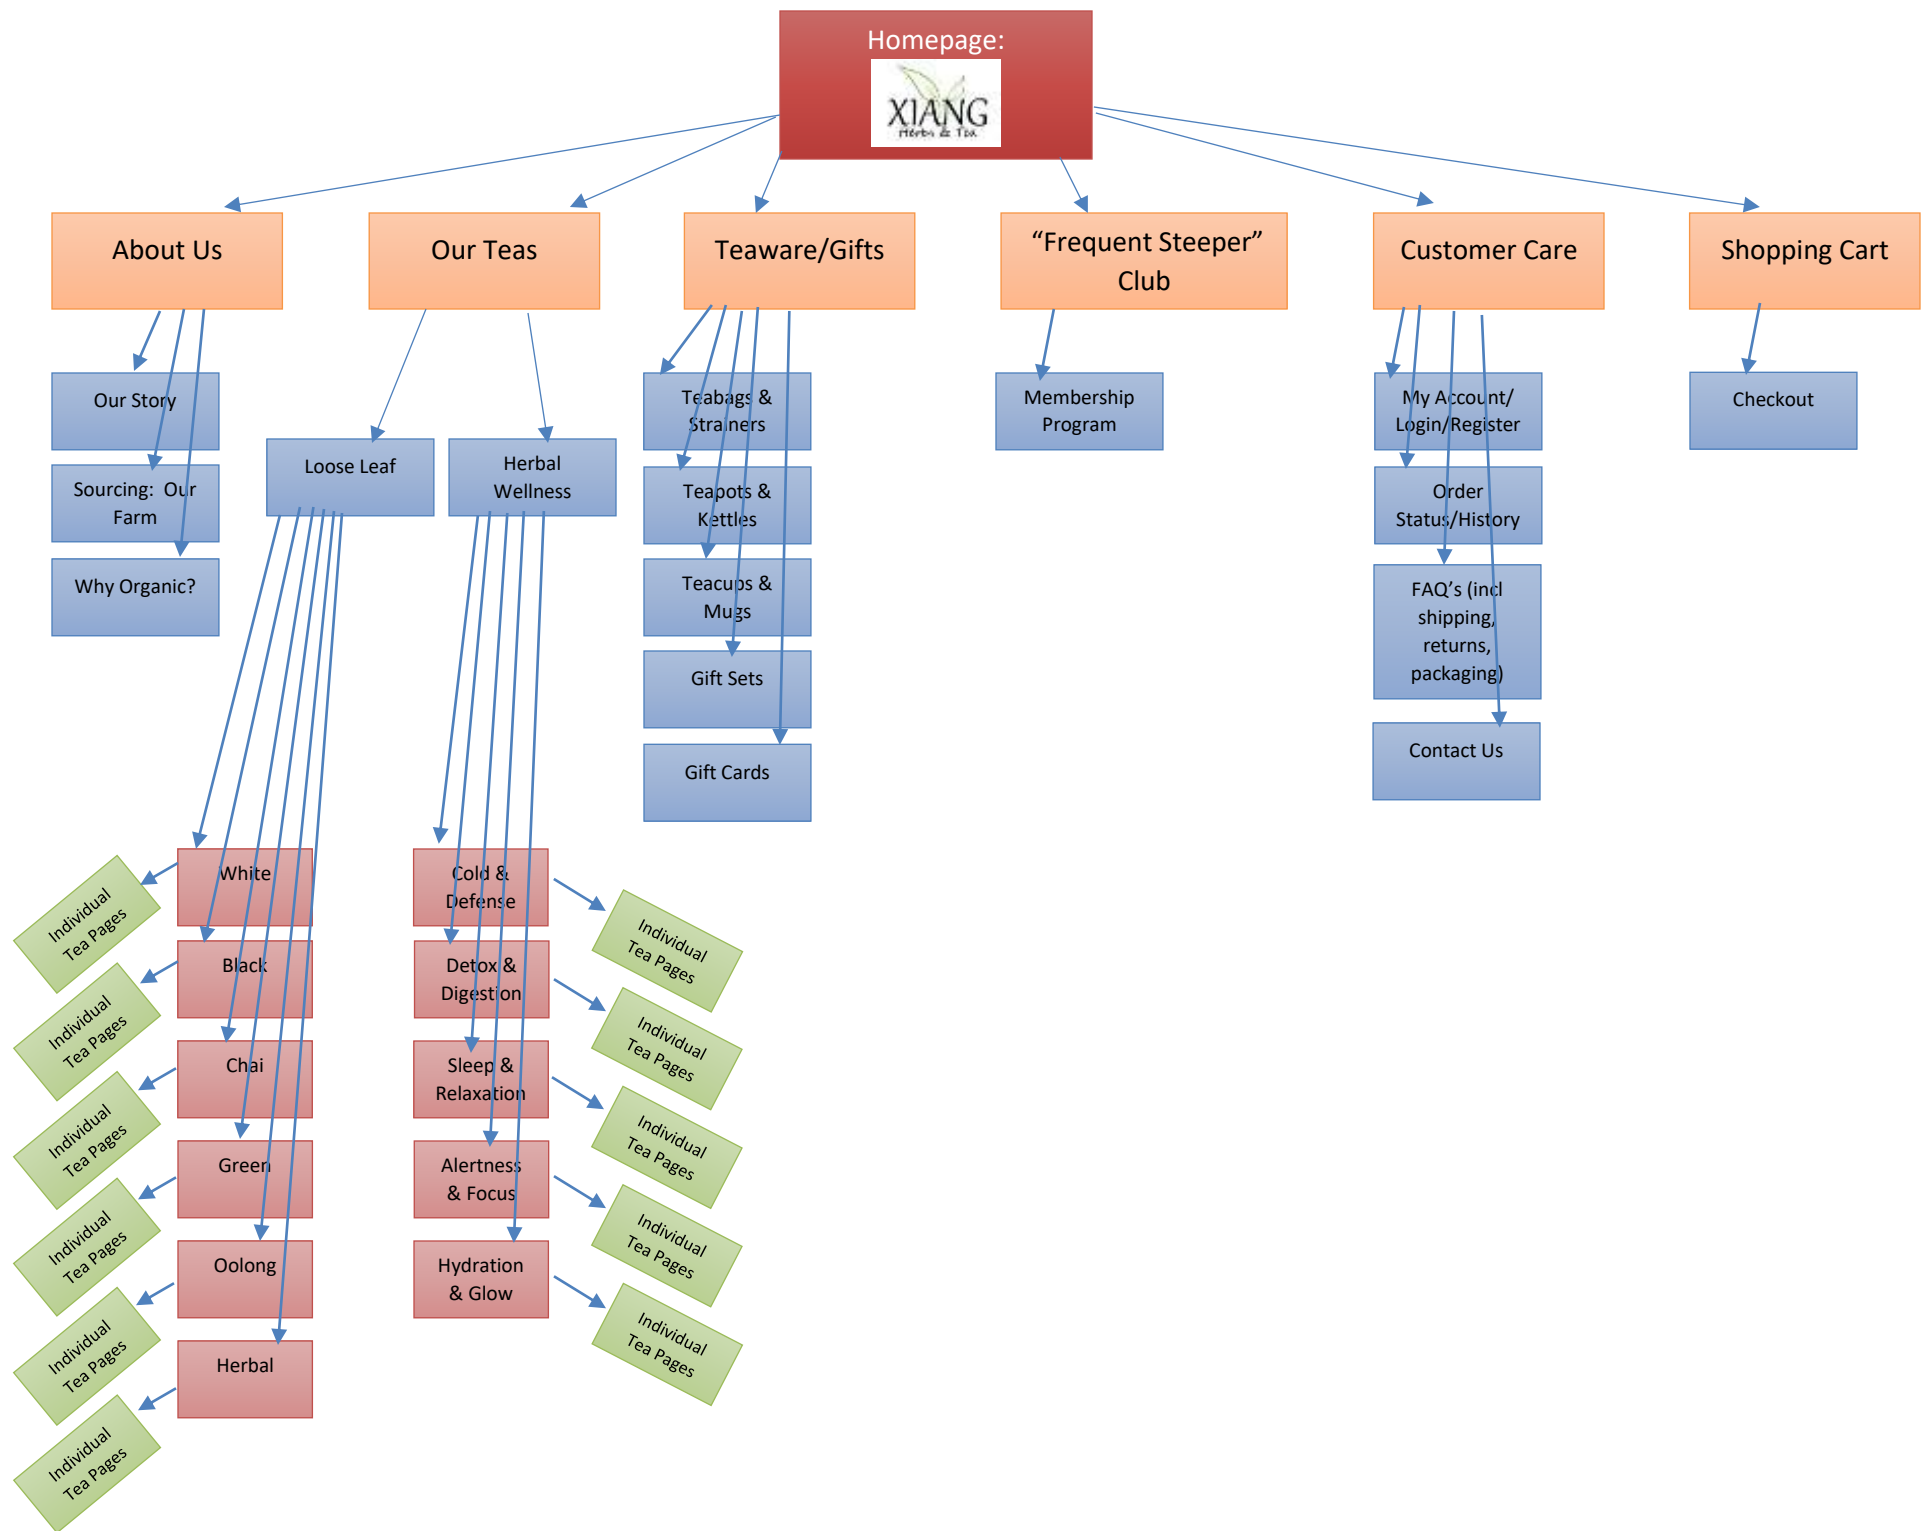 Homepage:
XIANG
Herbs & Tea
About Us
Our Teas
Teaware/Gifts
“Frequent Steeper”
Club
Customer Care
Shopping Cart
Our Story
Sourcing:  Our
Farm
Why Organic?
Loose Leaf
Herbal
Wellness
Teabags &
Strainers
Teapots &
Kettles
Teacups &
Mugs
Gift Sets
Gift Cards
Membership
Program
My Account/
Login/Register
Order
Status/History
FAQ’s (incl
shipping,
returns,
packaging)
Contact Us
Checkout
White
Individual
Tea Pages
Black
Individual
Tea Pages
Chai
Individual
Tea Pages
Green
Individual
Tea Pages
Oolong
Individual
Tea Pages
Herbal
Individual
Tea Pages
Cold &
Defense
Individual
Tea Pages
Detox &
Digestion
Individual
Tea Pages
Sleep &
Relaxation
Individual
Tea Pages
Alertness
& Focus
Individual
Tea Pages
Hydration
& Glow
Individual
Tea Pages